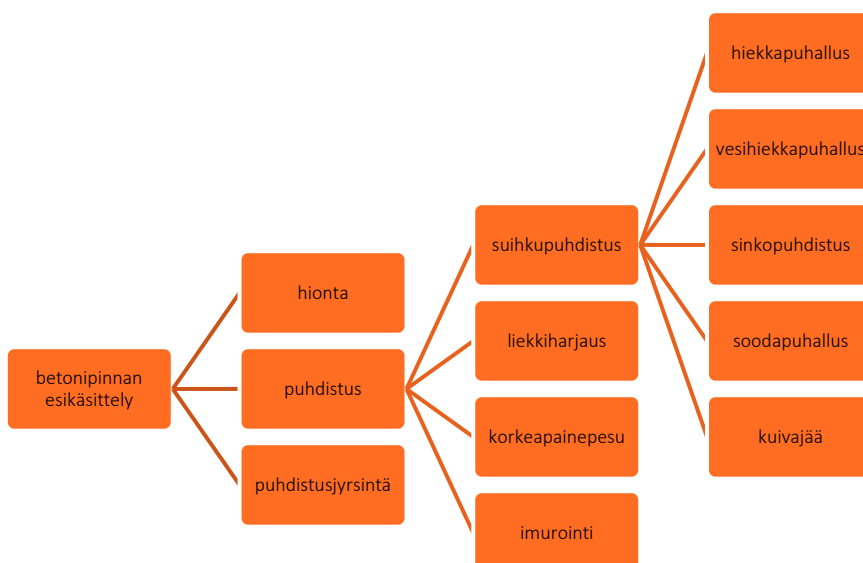 betonipinnan
esikäsittely
hionta
puhdistus
puhdistusjyrsintä
suihkupuhdistus
liekkiharjaus
korkeapainepesu
imurointi
hiekkapuhallus
vesihiekkapuhallus
sinkopuhdistus
soodapuhallus
kuivajää